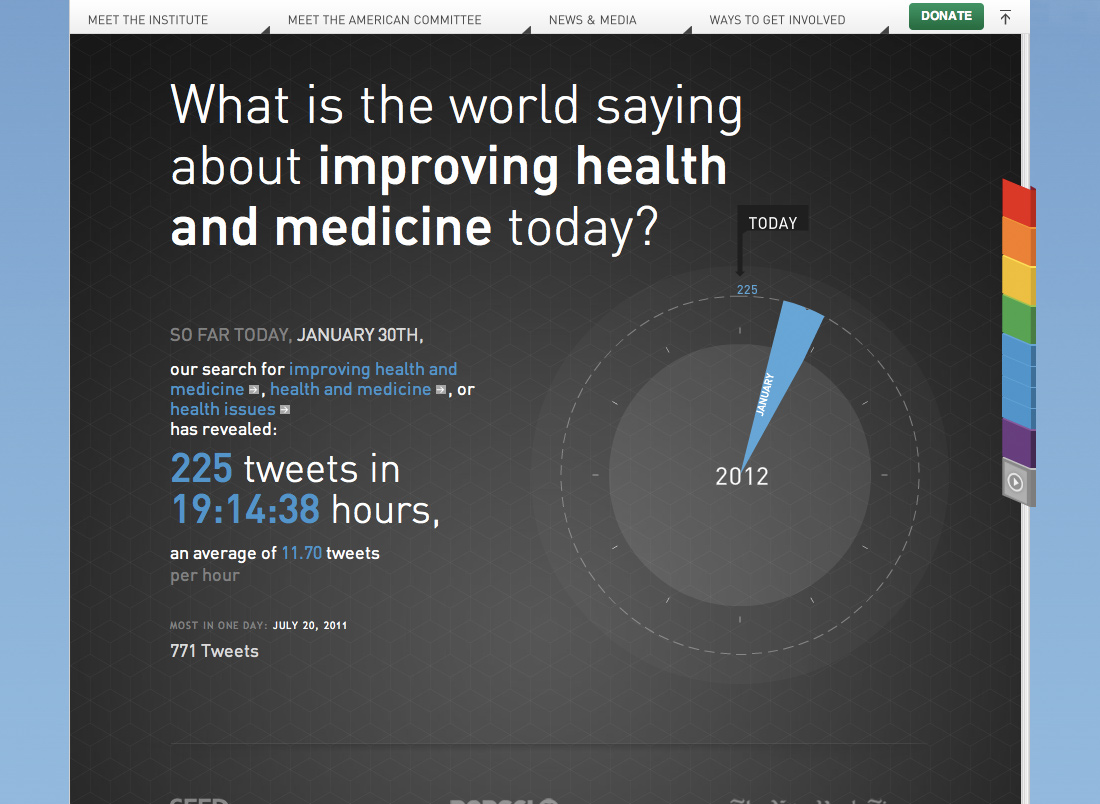 MEET THE INSTITUTE
MEET THE AMERICAN COMMITTEE
NEWS & MEDIA
WAYS TO GET INVOLVED
DONATE
What is the world saying
about improving health
and medicine today?
TODAY
225
SO FAR TODAY, JANUARY 30TH,
our search for improving health and
medicine , health and medicine , or
health issues
has revealed:
225 tweets in
19:14:38 hours,
an average of 11.70 tweets
per hour
MOST IN ONE DAY: JULY 20, 2011
771 Tweets
JANUARY
2012